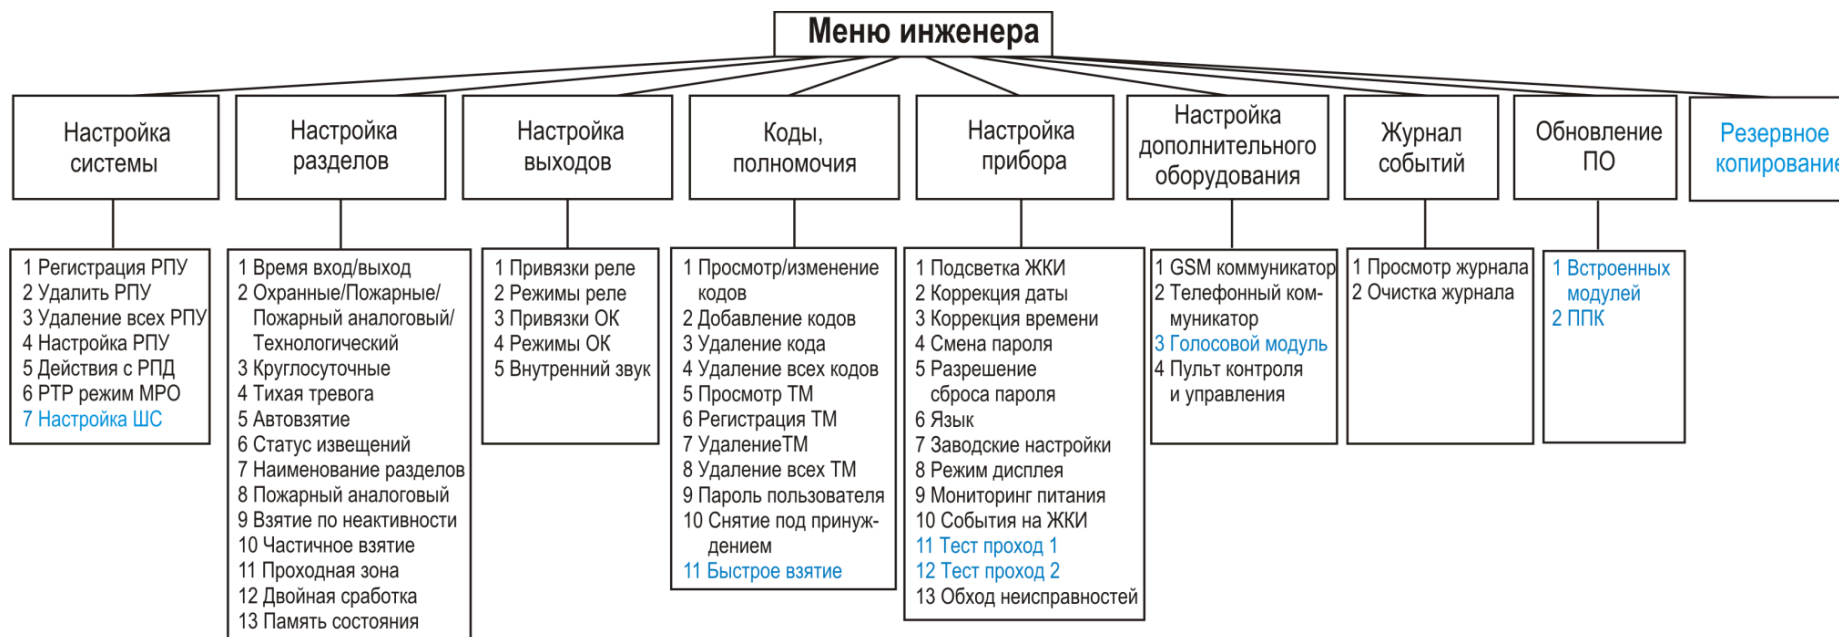 Меню инженера
Настройка
системы
Настройка
разделов
Настройка
выходов
Коды,
полномочия
Настройка
прибора
Настройка
дополнительного
оборудования
Журнал
событий
Обновление
ПО
Резервное
копирование
1 Регистрация РПУ
2 Удалить РПУ
3 Удаление всех РПУ
4 Настройка РПУ
5 Действия с РПД
6 РТР режим МРО
7 Настройка ШС
1 Время вход/выход
2 Охранные/Пожарные/
Пожарный аналоговый/
Технологический
3 Круглосуточные
4 Тихая тревога
5 Автовзятие
6 Статус извещений
7 Наименование разделов
8 Пожарный аналоговый
9 Взятие по неактивности
10 Частичное взятие
11 Проходная зона
12 Двойная сработка
13 Память состояния
1 Привязки реле
2 Режимы реле
3 Привязки ОК
4 Режимы ОК
5 Внутренний звук
1 Просмотр/изменение
кодов
2 Добавление кодов
3 Удаление кода
4 Удаление всех кодов
5 Просмотр ТМ
6 Регистрация ТМ
7 УдалениеТМ
8 Удаление всех ТМ
9 Пароль пользователя
10 Снятие под принуж-
дением
11 Быстрое взятие
1 Подсветка ЖКИ
2 Коррекция даты
3 Коррекция времени
4 Смена пароля
5 Разрешение
сброса пароля
6 Язык
7 Заводские настройки
8 Режим дисплея
9 Мониторинг питания
10 События на ЖКИ
11 Тест проход 1
12 Тест проход 2
13 Обход неисправностей
1 GSM коммуникатор
2 Телефонный ком-
муникатор
3 Голосовой модуль
4 Пульт контроля
и управления
1 Просмотр журнала
2 Очистка журнала
1 Встроенных
модулей
2 ППК